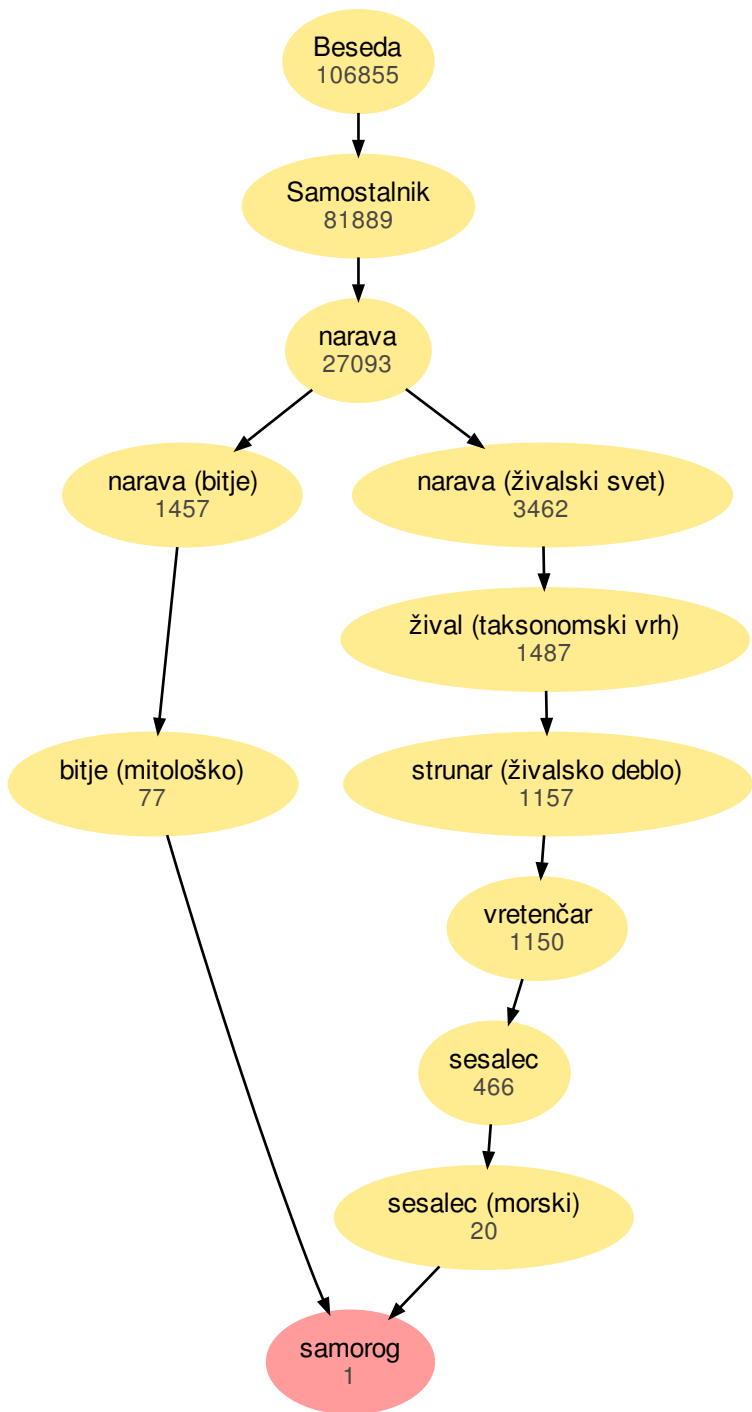 Beseda
106855
Samostalnik
81889
narava
27093
narava (bitje)
1457
narava (živalski svet)
3462
žival (taksonomski vrh)
1487
bitje (mitološko)
77
strunar (živalsko deblo)
1157
vretenčar
1150
sesalec
466
sesalec (morski)
20
samorog
1